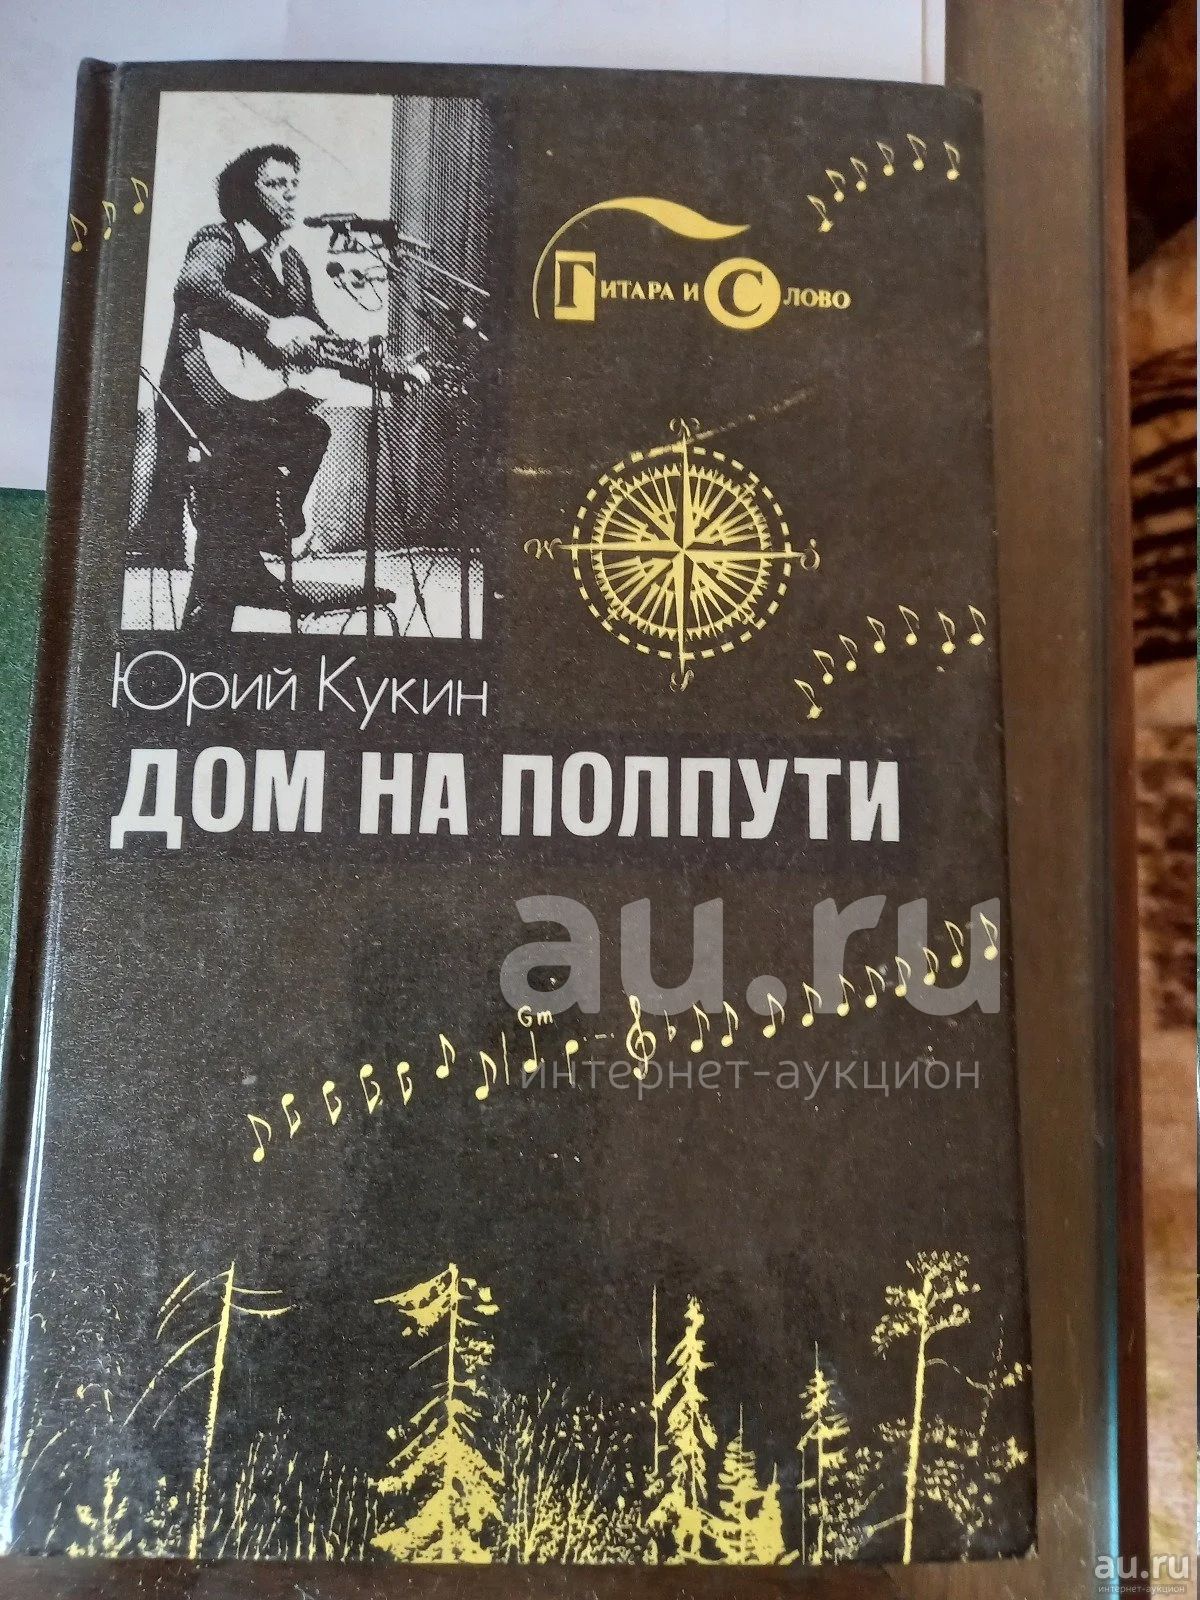 Гитара и Слово
N
W
O
S
Юрий Кукин
ДОМ НА ПОЛПУТИ
au.ru
Gm
интернет-аукцион
au.ru
интернет-аукцион